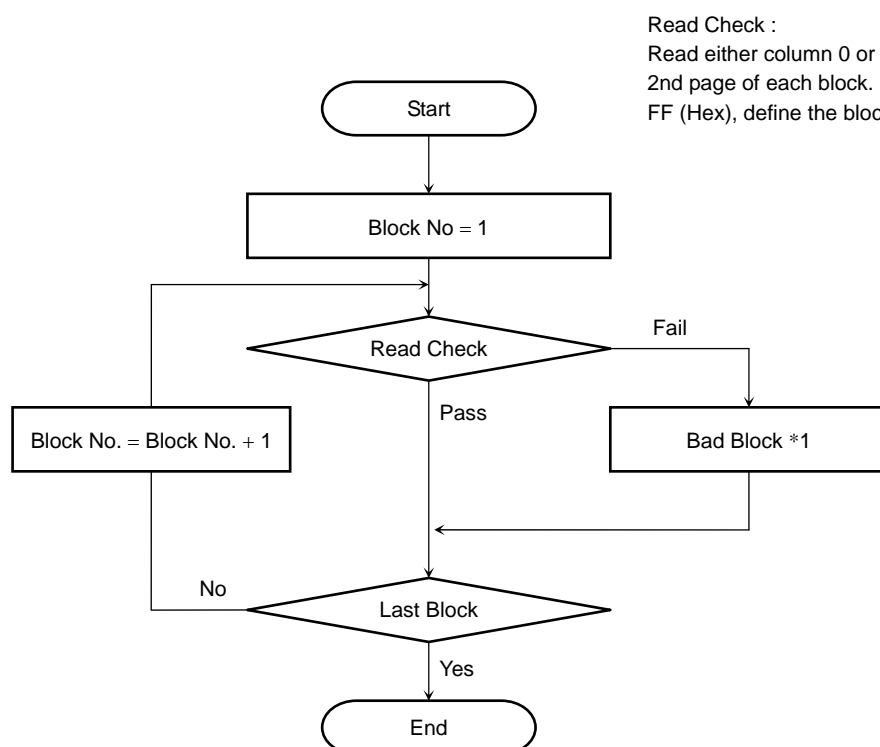 Read Check :
Read either column 0 or
2nd page of each block.
FF (Hex), define the bloc
Start
Block No = 1
Read Check
Fail
Pass
Block No. = Block No. + 1
Bad Block *1
No
Last Block
Yes
End